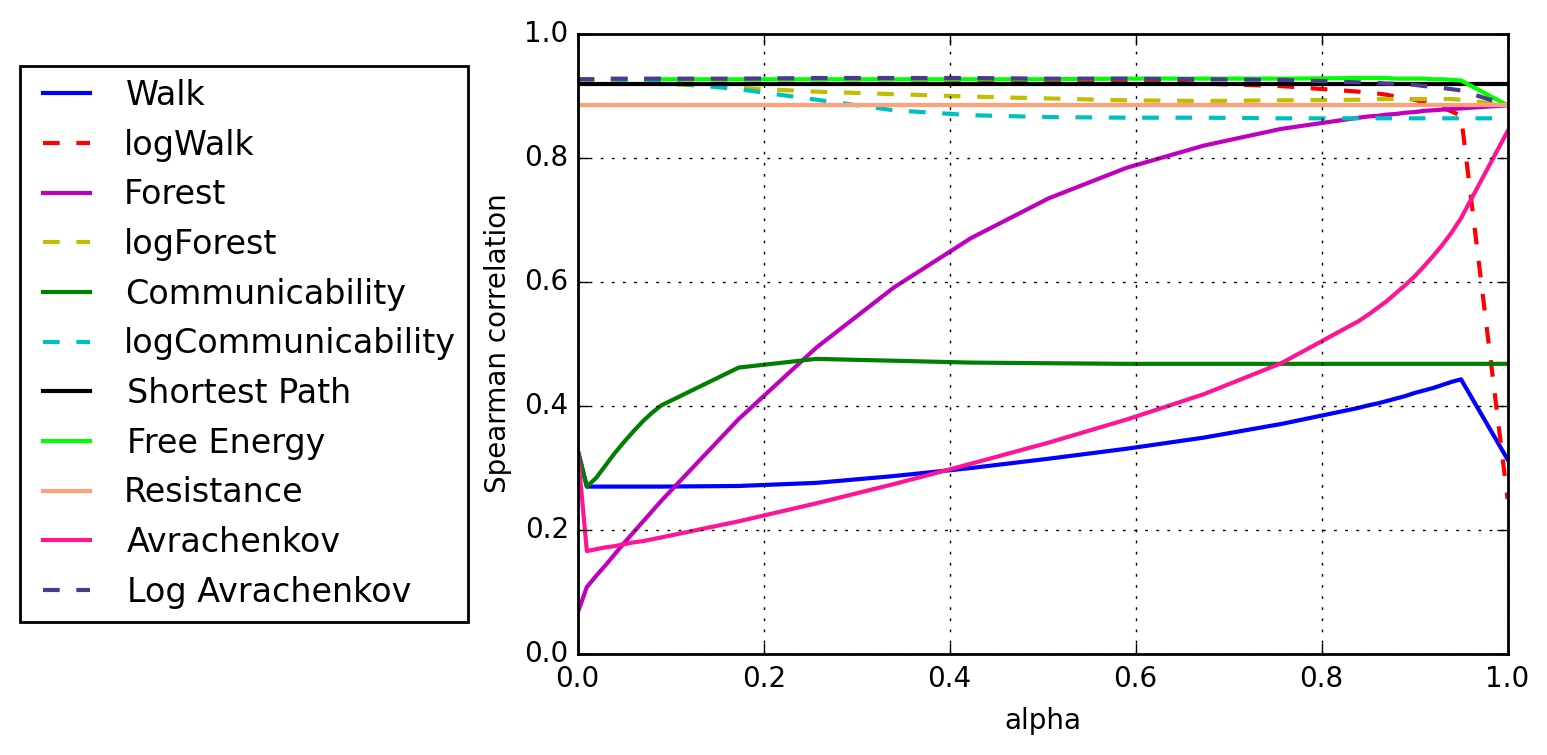 Walk
logWalk
Forest
logForest
Communicability
logCommunicability
Shortest Path
Free Energy
Resistance
Avrachenkov
Log Avrachenkov
Spearman correlation
1.0
0.8
0.6
0.4
0.2
0.0
0.0 0.2 0.4 0.6 0.8 1.0
alpha